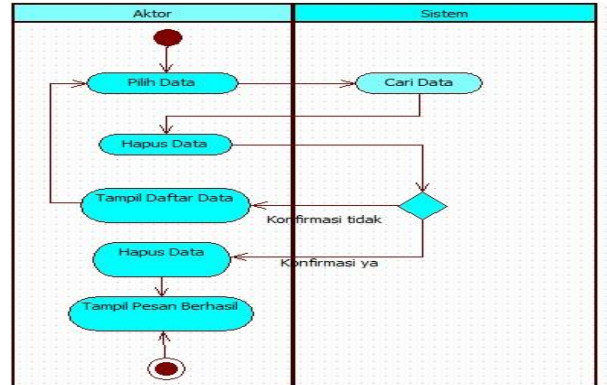 Aktor
Sistem
Pilih Data
Cari Data
Hapus Data
Tampil Daftar Data
Konfirmasi tidak
Hapus Data
Konfirmasi ya
Tampil Pesan Berhasil